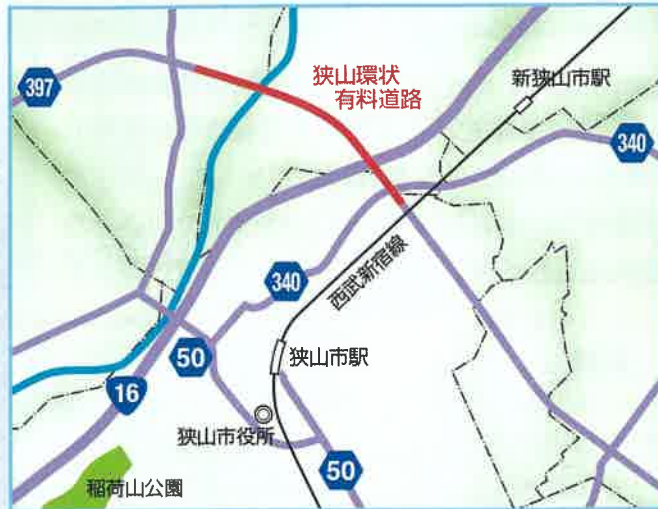 狭山環状
有料道路
新狭山市駅
397
340
西武新宿線
340
50
狭山市駅
16
狭山市役所
50
稲荷山公園